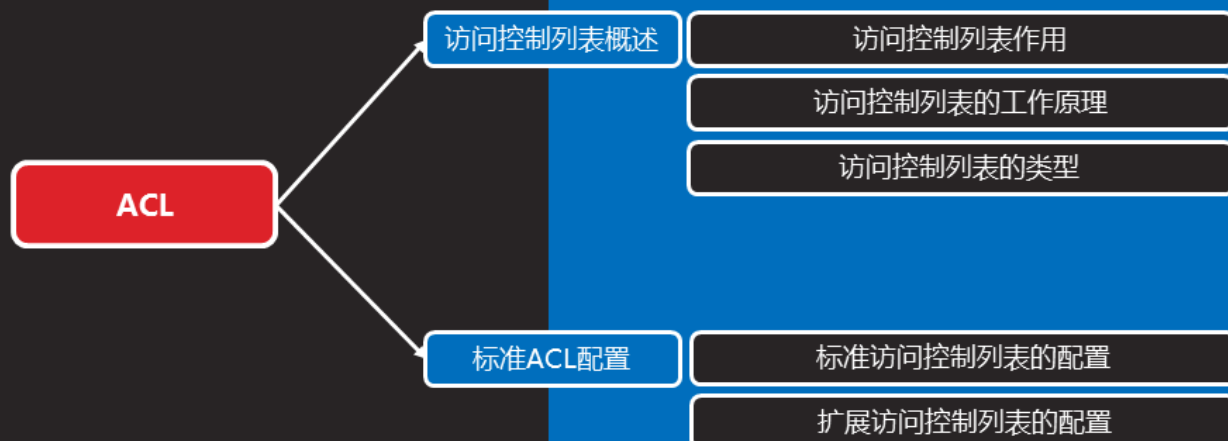 ACL
访问控制列表概述
访问控制列表作用
访问控制列表的工作原理
访问控制列表的类型
标准ACL配置
标准访问控制列表的配置
扩展访问控制列表的配置